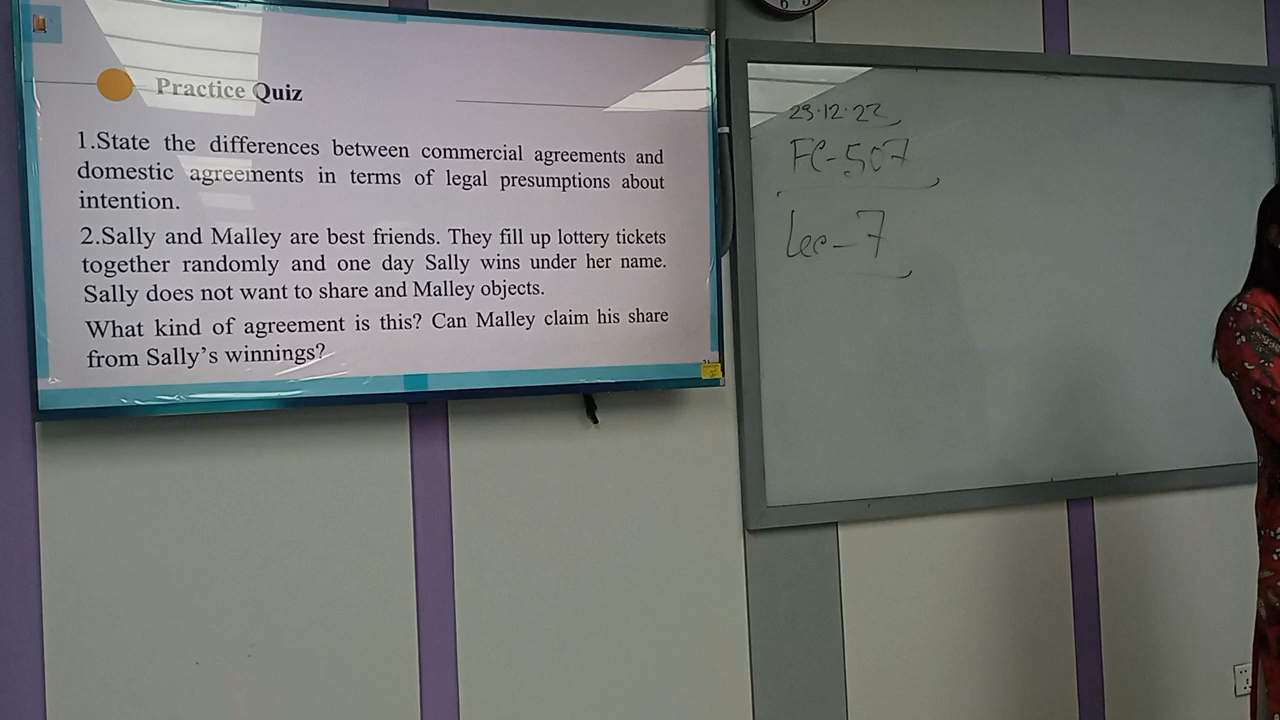 Practice Quiz
1.State the differences between commercial agreements and
domestic agreements in terms of legal presumptions about
intention.
2.Sally and Malley are best friends. They fill up lottery tickets
together randomly and one day Sally wins under her name.
Sally does not want to share and Malley objects.
What kind of agreement is this? Can Malley claim his share
from Sally's winnings?
FC-507
Lec-7